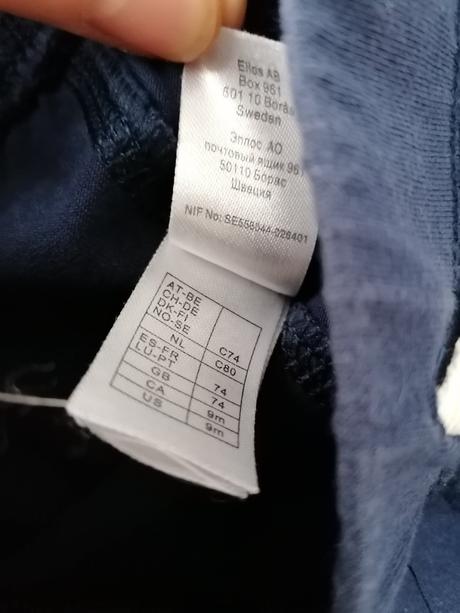 Ellos AB
Box 961
601 10 Borås
Sweden
Эллос АО
почтовый ящик 961
50110 Борас
Швеция
NIF No: SE556044-226401
AT-BE
CH-DE
DK-FI
NO-SE C74
NL C80
ES-FR
LU-PT 74
GB 74
CA 9m
US 9m